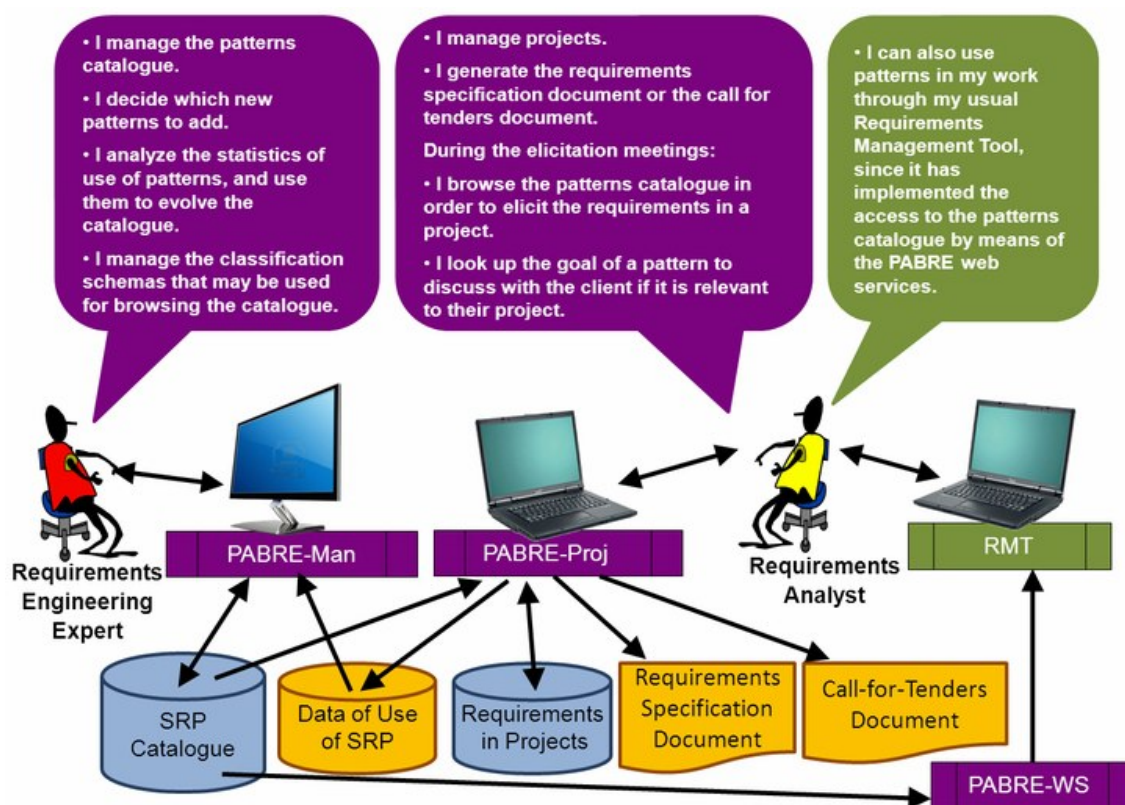 • I manage the patterns
catalogue.
• I decide which new
patterns to add.
• I analyze the statistics of
use of patterns, and use
them to evolve the
catalogue.
• I manage the classification
schemas that may be used
for browsing the catalogue.
• I manage projects.
• I generate the requirements
specification document or the call for
tenders document.
During the elicitation meetings:
• I browse the patterns catalogue in
order to elicit the requirements in a
project.
• I look up the goal of a pattern to
discuss with the client if it is relevant
to their project.
• I can also use
patterns in my work
through my usual
Requirements
Management Tool,
since it has
implemented the
access to the patterns
catalogue by means of
the PABRE web
services.
Requirements
Engineering
Expert
PABRE-Man
PABRE-Proj
Requirements
Analyst
RMT
SRP
Catalogue
Data of Use
of SRP
Requirements
in Projects
Requirements
Specification
Document
Call-for-Tenders
Document
PABRE-WS